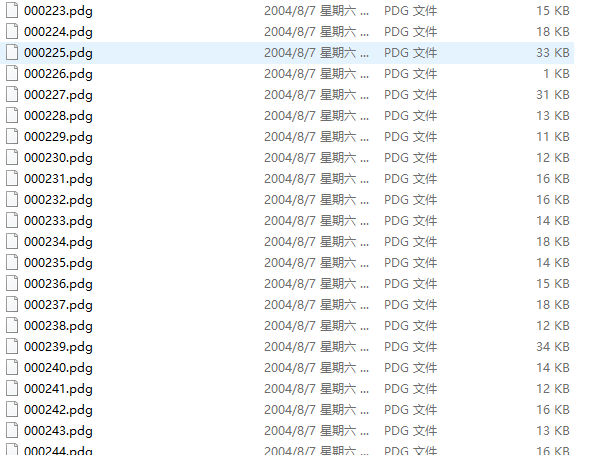 000223.pdg 2004/8/7 星期六 ... PDG 文件 15 KB
000224.pdg 2004/8/7 星期六 ... PDG 文件 18 KB
000225.pdg 2004/8/7 星期六 ... PDG 文件 33 KB
000226.pdg 2004/8/7 星期六 ... PDG 文件 1 KB
000227.pdg 2004/8/7 星期六 ... PDG 文件 31 KB
000228.pdg 2004/8/7 星期六 ... PDG 文件 13 KB
000229.pdg 2004/8/7 星期六 ... PDG 文件 11 KB
000230.pdg 2004/8/7 星期六 ... PDG 文件 12 KB
000231.pdg 2004/8/7 星期六 ... PDG 文件 16 KB
000232.pdg 2004/8/7 星期六 ... PDG 文件 16 KB
000233.pdg 2004/8/7 星期六 ... PDG 文件 14 KB
000234.pdg 2004/8/7 星期六 ... PDG 文件 18 KB
000235.pdg 2004/8/7 星期六 ... PDG 文件 14 KB
000236.pdg 2004/8/7 星期六 ... PDG 文件 15 KB
000237.pdg 2004/8/7 星期六 ... PDG 文件 18 KB
000238.pdg 2004/8/7 星期六 ... PDG 文件 12 KB
000239.pdg 2004/8/7 星期六 ... PDG 文件 34 KB
000240.pdg 2004/8/7 星期六 ... PDG 文件 14 KB
000241.pdg 2004/8/7 星期六 ... PDG 文件 12 KB
000242.pdg 2004/8/7 星期六 ... PDG 文件 16 KB
000243.pdg 2004/8/7 星期六 ... PDG 文件 13 KB
000244.pdg 2004/8/7 星期六 ... PDG 文件 16 KB